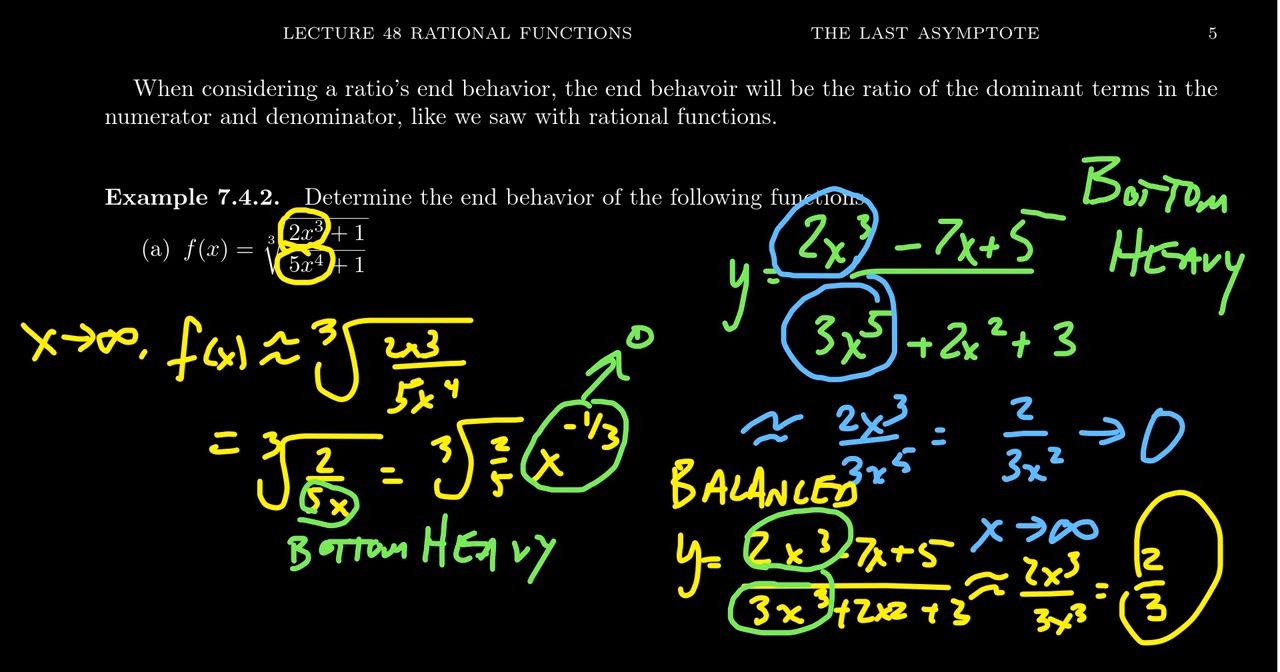 LECTURE 48 RATIONAL FUNCTIONS THE LAST ASYMPTOTE 5
When considering a ratio's end behavior, the end behavoir will be the ratio of the dominant terms in the
numerator and denominator, like we saw with rational functions.
Example 7.4.2. Determine the end behavior of the following functions
(a) f(x) = ∛((2x³ + 1)/(5x⁴ + 1))
x→∞, f(x) ≈ ∛(2x³/5x⁴)
= ∛(2/5x) = ∛(2/5) x^(-1/3) → 0
BOTTOM HEAVY
BOTTOM
HEAVY
y = (2x³ - 7x + 5)/(3x⁵ + 2x² + 3)
≈ 2x³/3x⁵ = 2/3x² → 0
x→∞
BALANCED
y = (2x³ - 7x + 5)/(3x³ + 2x2 + 3) ≈ 2x³/3x³ = 2/3